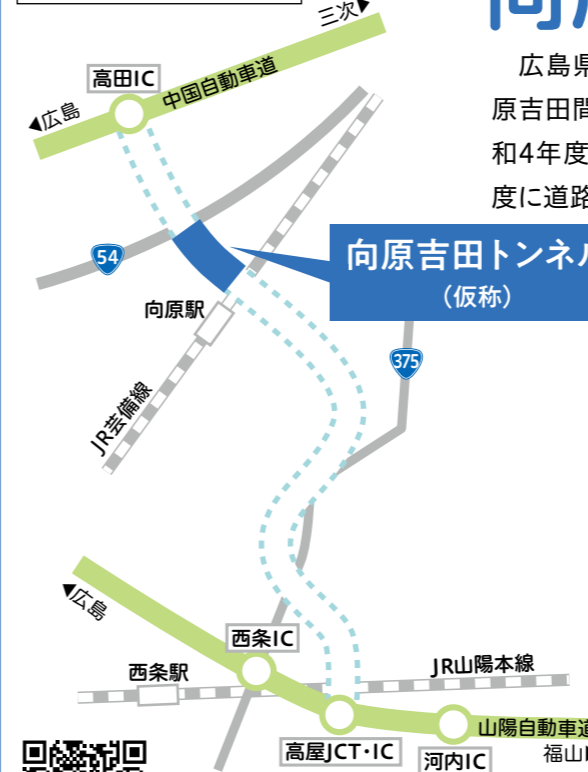 三次▶
高田IC
中国自動車道
◀広島
広島県
原吉田間
和4年度
度に道路
54
向原吉田トンネル
（仮称）
向原駅
375
JR芸備線
◀広島
西条IC
西条駅
JR山陽本線
山陽自動車道
高屋JCT・IC
河内IC
福山